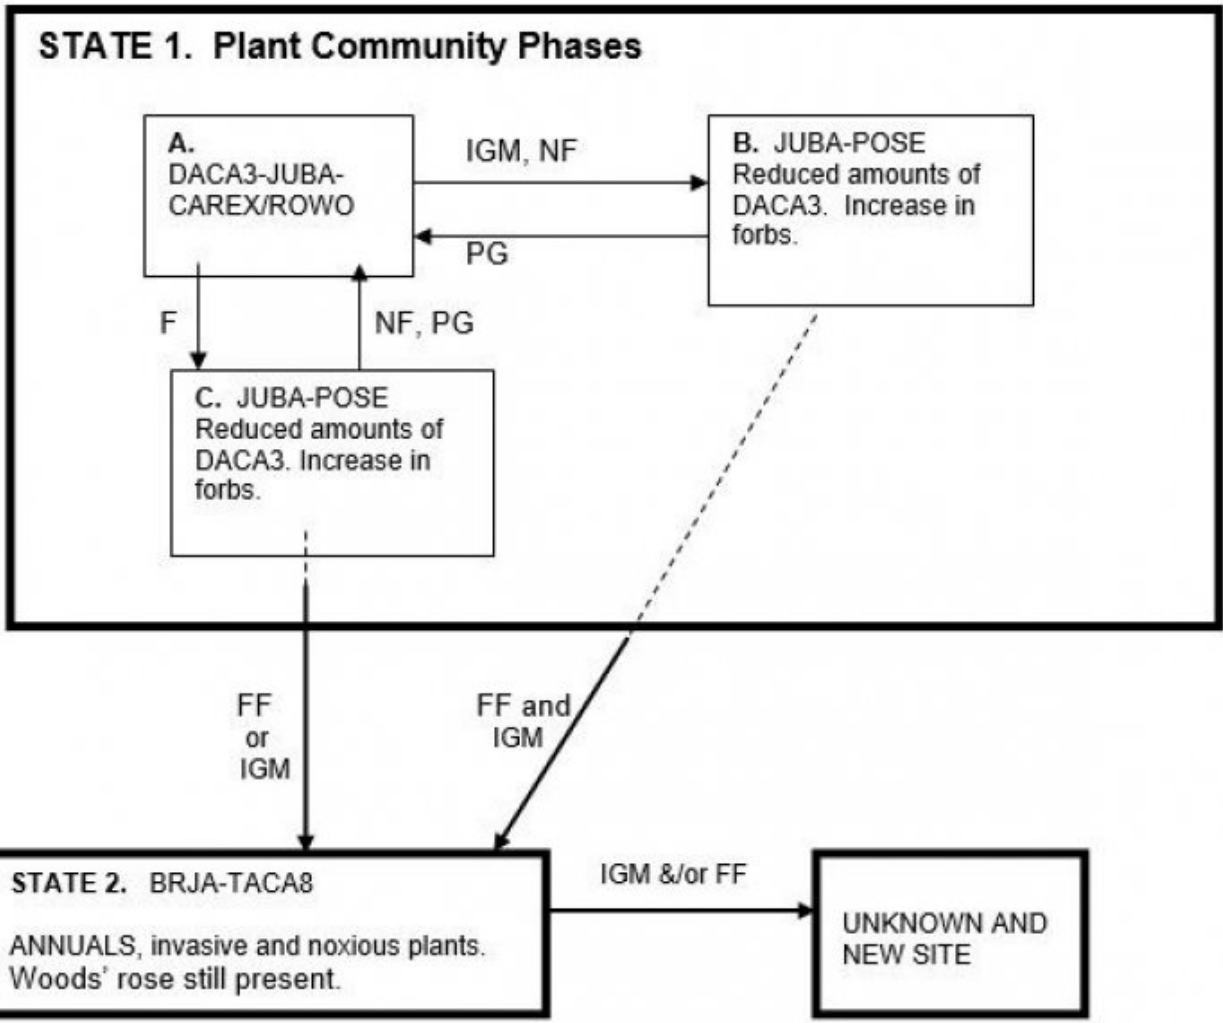 STATE 1. Plant Community Phases
A.
DACA3-JUBA-
CAREX/ROWO
IGM, NF
B. JUBA-POSE
Reduced amounts of
DACA3. Increase in
forbs.
PG
F
NF, PG
C. JUBA-POSE
Reduced amounts of
DACA3. Increase in
forbs.
FF
or
IGM
FF and
IGM
STATE 2. BRJA-TACA8
ANNUALS, invasive and noxious plants.
Woods' rose still present.
IGM &/or FF
UNKNOWN AND
NEW SITE